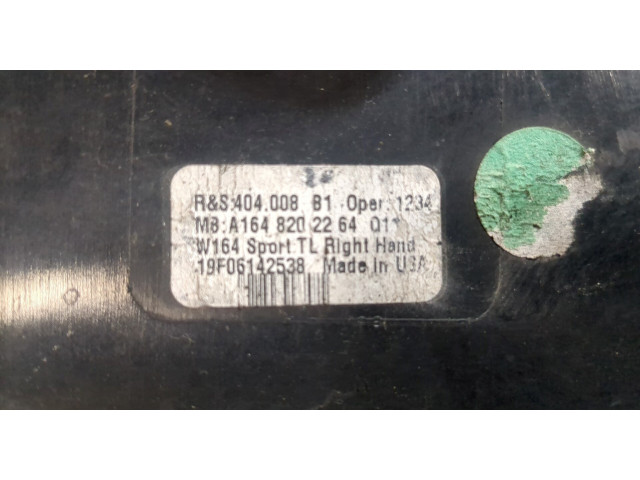 R&S:404.008 B1 Oper:1234
MB:A164 820 22 64 Q1*
W164 Sport TL Right Hand
19F06142538 Made in USA